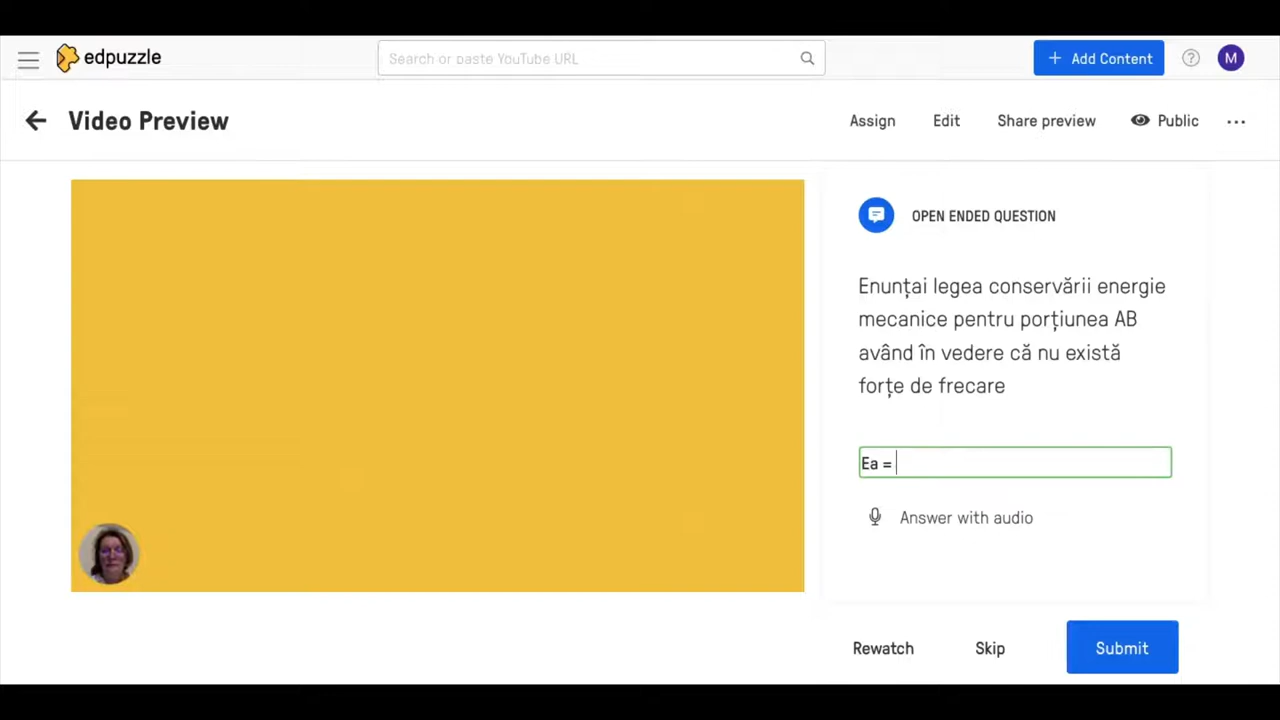 edpuzzle
Search or paste YouTube URL
+ Add Content
?
M
Video Preview
Assign
Edit
Share preview
Public
...
OPEN ENDED QUESTION
Enunțai legea conservării energie
mecanice pentru porțiunea AB
având în vedere că nu există
forțe de frecare
Ea =
Answer with audio
Rewatch
Skip
Submit